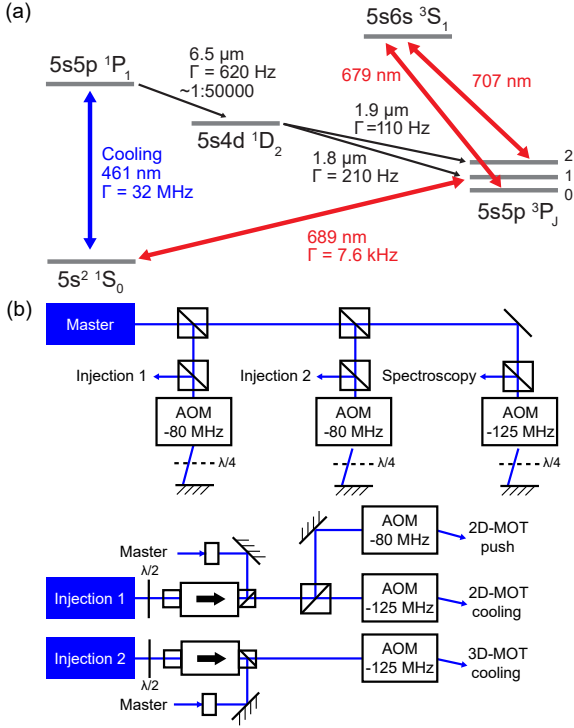 (a)
5s6s ³S₁
5s5p ¹P₁
6.5 μm
Γ = 620 Hz
~1:50000
679 nm
707 nm
5s4d ¹D₂
1.9 μm
Γ=110 Hz
Cooling
461 nm
Γ = 32 MHz
1.8 μm
Γ = 210 Hz
2
1
0
5s5p ³P_J
689 nm
Γ = 7.6 kHz
5s² ¹S₀
(b)
Master
Injection 1
Injection 2
Spectroscopy
AOM
-80 MHz
AOM
-80 MHz
AOM
-125 MHz
λ/4
λ/4
λ/4
Master
AOM
-80 MHz
2D-MOT
push
Injection 1
λ/2
AOM
-125 MHz
2D-MOT
cooling
Injection 2
λ/2
AOM
-125 MHz
3D-MOT
cooling
Master